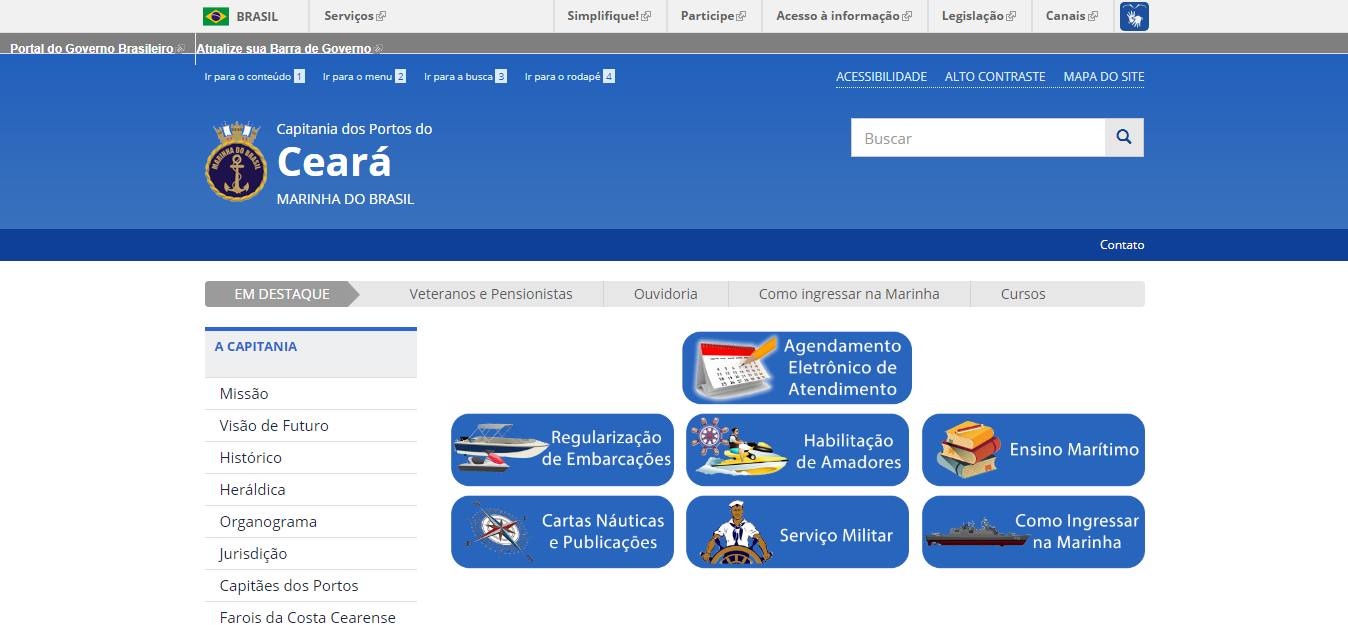 BRASIL
Serviços
Simplifique!
Participe
Acesso à informação
Legislação
Canais
Portal do Governo Brasileiro
Atualize sua Barra de Governo
Ir para o conteúdo 1
Ir para o menu 2
Ir para a busca 3
Ir para o rodapé 4
ACESSIBILIDADE
ALTO CONTRASTE
MAPA DO SITE
MARINHA DO BRASIL
Capitania dos Portos do
Ceará
MARINHA DO BRASIL
Buscar
Contato
EM DESTAQUE
Veteranos e Pensionistas
Ouvidoria
Como ingressar na Marinha
Cursos
A CAPITANIA
Missão
Visão de Futuro
Histórico
Heráldica
Organograma
Jurisdição
Capitães dos Portos
Farois da Costa Cearense
Agendamento
Eletrônico de
Atendimento
Regularização
de Embarcações
Habilitação
de Amadores
Ensino Marítimo
Cartas Náuticas
e Publicações
Serviço Militar
Como Ingressar
na Marinha